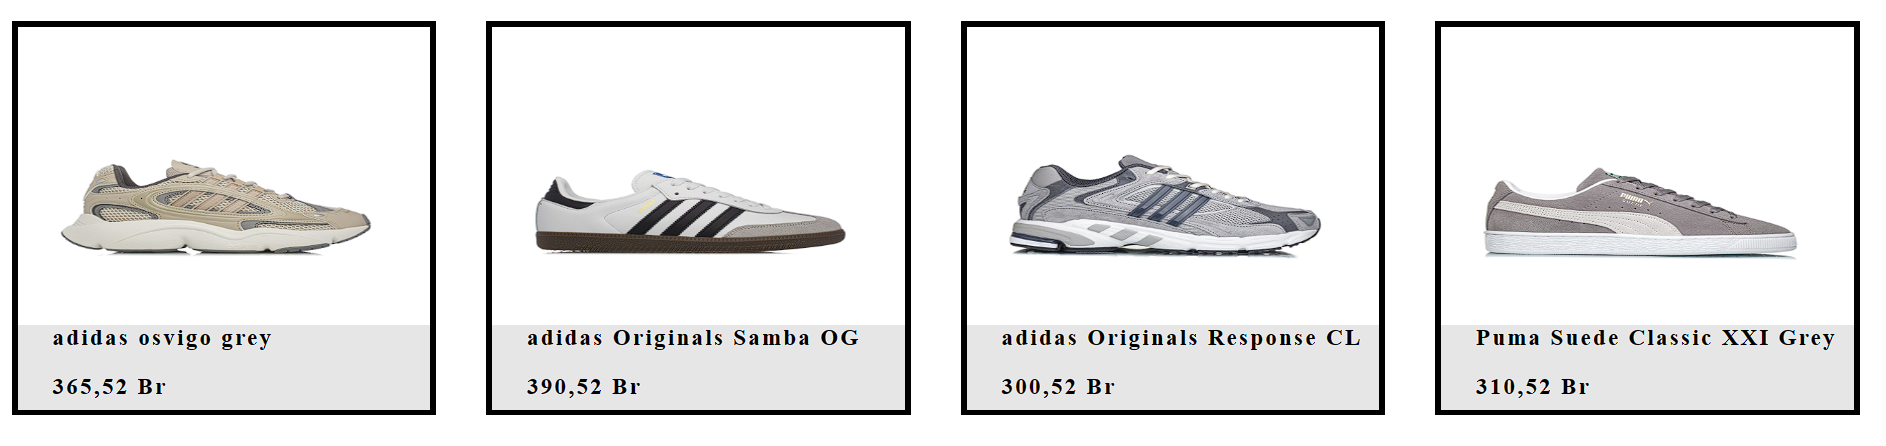 adidas osvigo grey
365,52 Br
adidas Originals Samba OG
390,52 Br
adidas Originals Response CL
300,52 Br
PUMA
Puma Suede Classic XXI Grey
310,52 Br